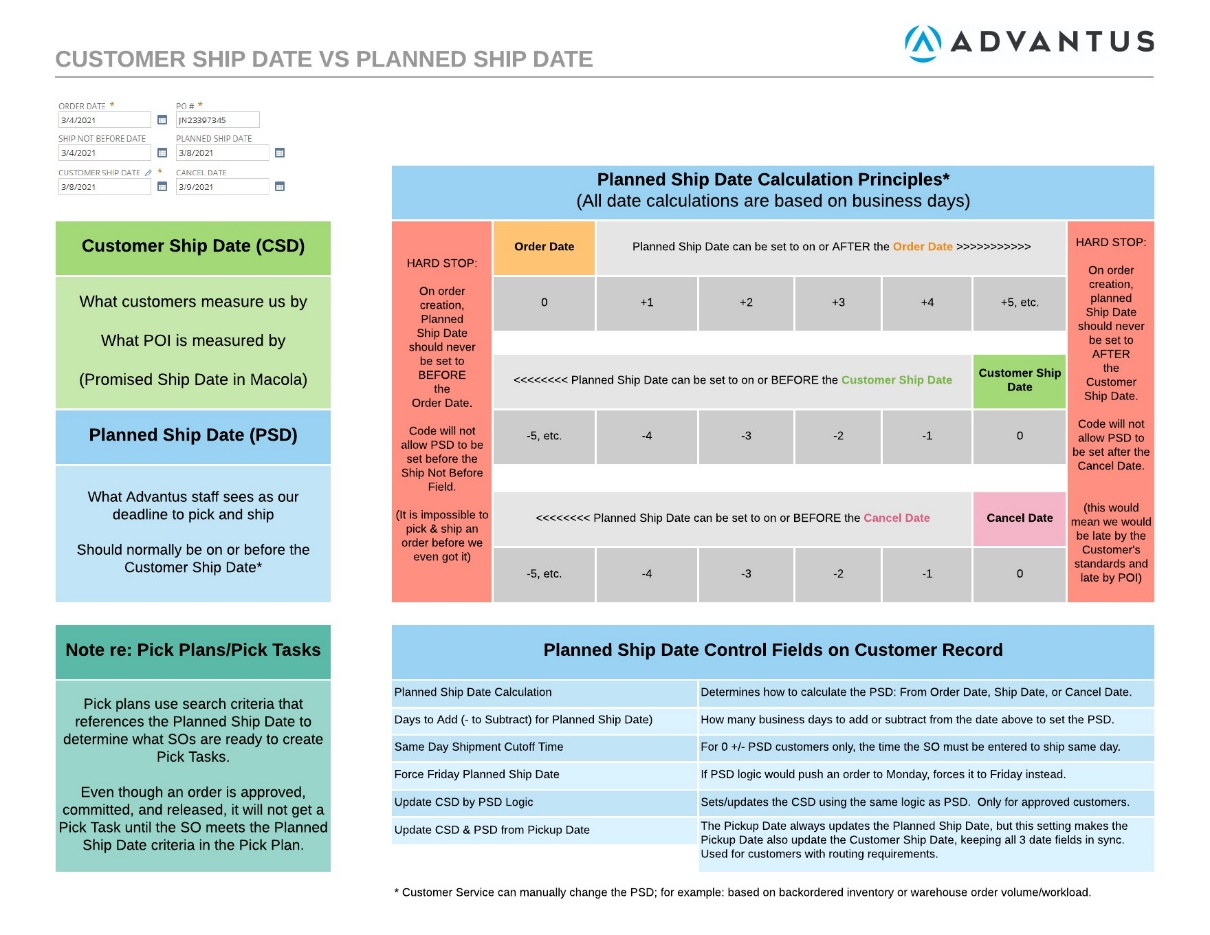 CUSTOMER SHIP DATE VS PLANNED SHIP DATE
ADVANTUS
ORDER DATE *
PO # *
3/4/2021
JN23397345
SHIP NOT BEFORE DATE
PLANNED SHIP DATE
3/4/2021
3/8/2021
CUSTOMER SHIP DATE *
CANCEL DATE
3/8/2021
3/9/2021
Customer Ship Date (CSD)
What customers measure us by
What POI is measured by
(Promised Ship Date in Macola)
Planned Ship Date (PSD)
What Advantus staff sees as our
deadline to pick and ship
Should normally be on or before the
Customer Ship Date*
Note re: Pick Plans/Pick Tasks
Pick plans use search criteria that
references the Planned Ship Date to
determine what SOs are ready to create
Pick Tasks.
Even though an order is approved,
committed, and released, it will not get a
Pick Task until the SO meets the Planned
Ship Date criteria in the Pick Plan.
Planned Ship Date Calculation Principles*
(All date calculations are based on business days)
HARD STOP:
On order
creation,
Planned
Ship Date
should never
be set to
BEFORE
the
Order Date.
Code will not
allow PSD to be
set before the
Ship Not Before
Field.
(It is impossible to
pick & ship an
order before we
even got it)
Order Date
Planned Ship Date can be set to on or AFTER the Order Date >>>>>>>>>>>
0
+1
+2
+3
+4
+5, etc.
<<<<<<<< Planned Ship Date can be set to on or BEFORE the Customer Ship Date
Customer Ship
Date
-5, etc.
-4
-3
-2
-1
0
<<<<<<<< Planned Ship Date can be set to on or BEFORE the Cancel Date
Cancel Date
-5, etc.
-4
-3
-2
-1
0
HARD STOP:
On order
creation,
planned
Ship Date
should never
be set to
AFTER
the
Customer
Ship Date.
Code will not
allow PSD to
be set after the
Cancel Date.
(this would
mean we would
be late by the
Customer's
standards and
late by POI)
Planned Ship Date Control Fields on Customer Record
Planned Ship Date Calculation
Determines how to calculate the PSD: From Order Date, Ship Date, or Cancel Date.
Days to Add (- to Subtract) for Planned Ship Date)
How many business days to add or subtract from the date above to set the PSD.
Same Day Shipment Cutoff Time
For 0 +/- PSD customers only, the time the SO must be entered to ship same day.
Force Friday Planned Ship Date
If PSD logic would push an order to Monday, forces it to Friday instead.
Update CSD by PSD Logic
Sets/updates the CSD using the same logic as PSD.  Only for approved customers.
Update CSD & PSD from Pickup Date
The Pickup Date always updates the Planned Ship Date, but this setting makes the
Pickup Date also update the Customer Ship Date, keeping all 3 date fields in sync.
Used for customers with routing requirements.
* Customer Service can manually change the PSD; for example: based on backordered inventory or warehouse order volume/workload.